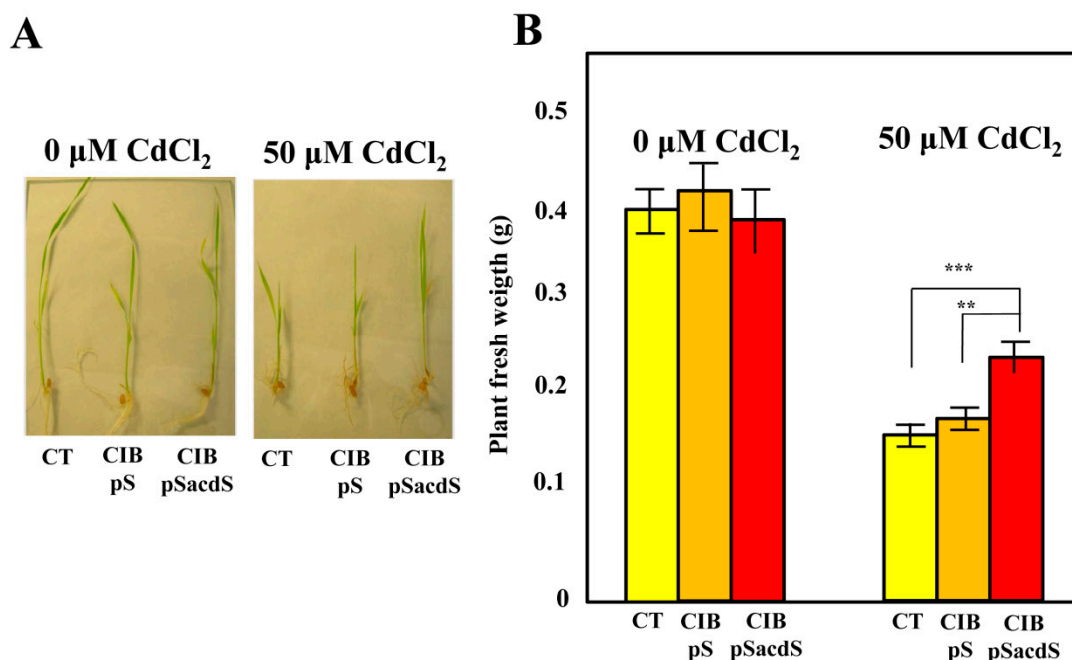 A
0 µM CdCl₂ 50 µM CdCl₂
CT CIB pS CIB pSacdS CT CIB pS CIB pSacdS
B
Plant fresh weigth (g)
0.5
0.4
0.3
0.2
0.1
0
0 µM CdCl₂ 50 µM CdCl₂
***
**
CT CIB pS CIB pSacdS CT CIB pS CIB pSacdS